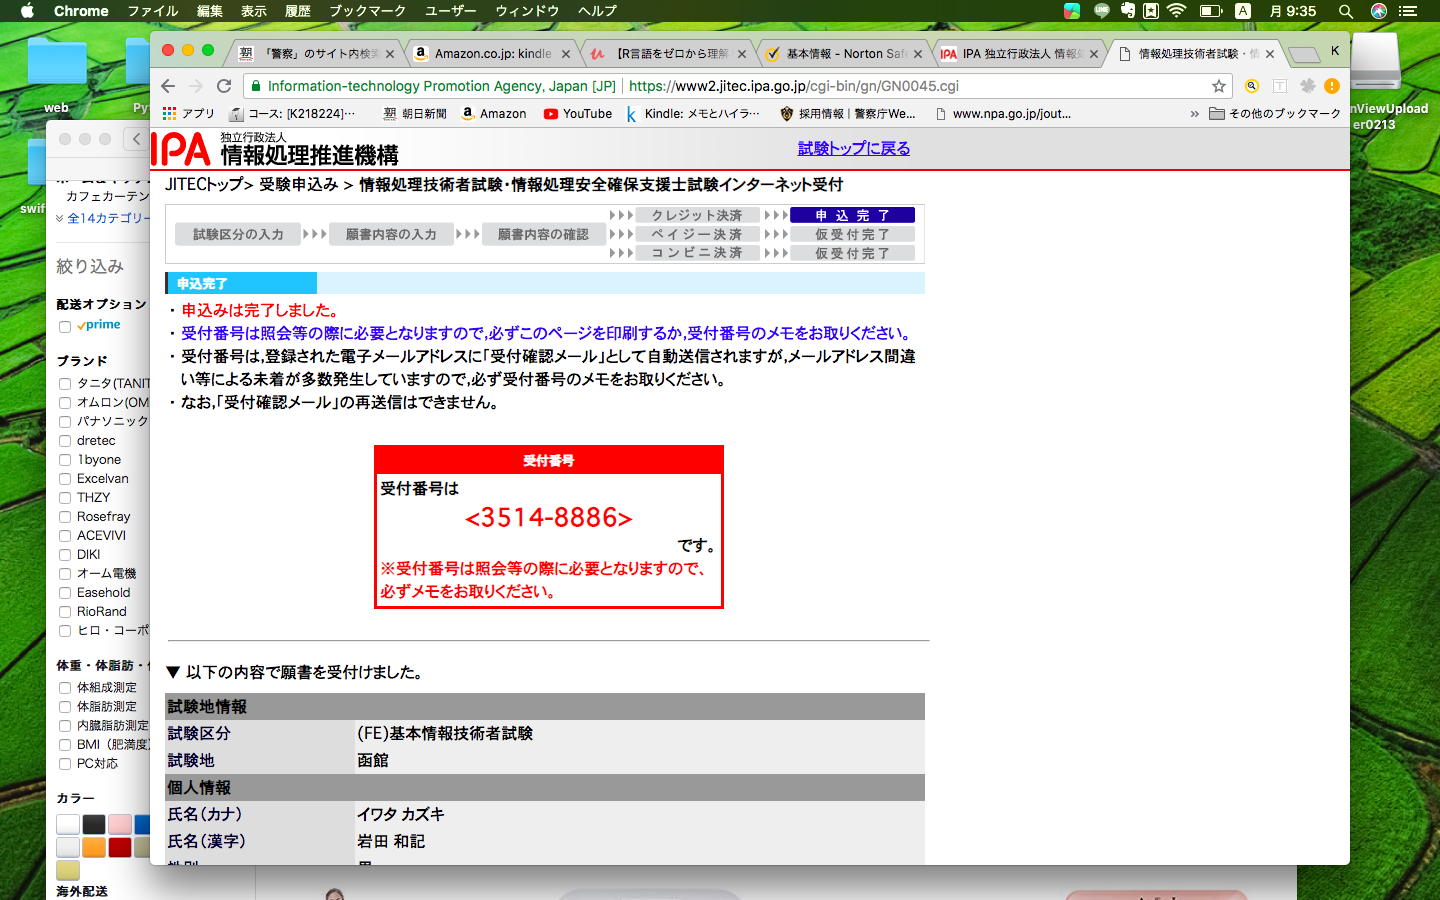 Chrome ファイル 編集 表示 履歴 ブックマーク ユーザー ウィンドウ ヘルプ
A 月 9:35
web
nViewUpload
er0213
「警察」のサイト内検索
Amazon.co.jp: kindle
【R言語をゼロから理解
基本情報 - Norton Safe
IPA 独立行政法人 情報処
情報処理技術者試験・情
K
Information-technology Promotion Agency, Japan [JP] https://www2.jitec.ipa.go.jp/cgi-bin/gn/GN0045.cgi
アプリ
コース: [K218224]…
朝日新聞
Amazon
YouTube
Kindle: メモとハイラ…
採用情報 | 警察庁We…
www.npa.go.jp/jout…
» その他のブックマーク
IPA 独立行政法人
情報処理推進機構
試験トップに戻る
JITECトップ> 受験申込み > 情報処理技術者試験・情報処理安全確保支援士試験インターネット受付
試験区分の入力 願書内容の入力 願書内容の確認
クレジット決済 申込完了
ペイジー決済 仮受付完了
コンビニ決済 仮受付完了
申込完了
・ 申込みは完了しました。
・ 受付番号は照会等の際に必要となりますので,必ずこのページを印刷するか,受付番号のメモをお取りください。
・ 受付番号は,登録された電子メールアドレスに「受付確認メール」として自動送信されますが,メールアドレス間違
い等による未着が多数発生していますので,必ず受付番号のメモをお取りください。
・ なお,「受付確認メール」の再送信はできません。
受付番号
受付番号は
<3514-8886>
です。
※受付番号は照会等の際に必要となりますので、
必ずメモをお取りください。
▼ 以下の内容で願書を受付けました。
試験地情報
試験区分 (FE)基本情報技術者試験
試験地 函館
個人情報
氏名(カナ) イワタ カズキ
氏名(漢字) 岩田 和記
カフェカーテン
全14カテゴリー
絞り込み
配送オプション
prime
ブランド
タニタ(TANIT
オムロン(OM
パナソニック
dretec
1byone
Excelvan
THZY
Rosefray
ACEVIVI
DIKI
オーム電機
Easehold
RioRand
ヒロ・コーポ
体重・体脂肪・
体組成測定
体脂肪測定
内臓脂肪測定
BMI（肥満度）
PC対応
カラー
海外配送